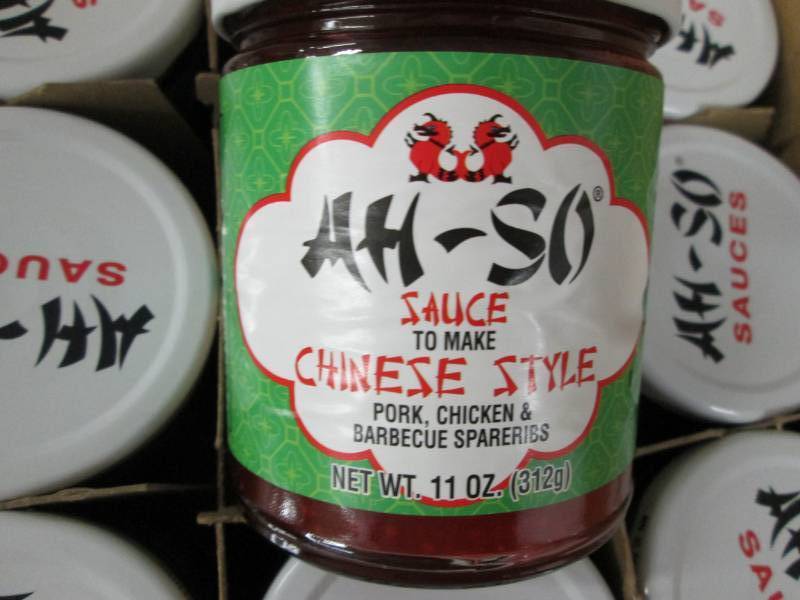 AH-SO®
SAUCE
TO MAKE
CHINESE STYLE
PORK, CHICKEN &
BARBECUE SPARERIBS
NET WT. 11 OZ. (312g)
AH-SO
SAUCES